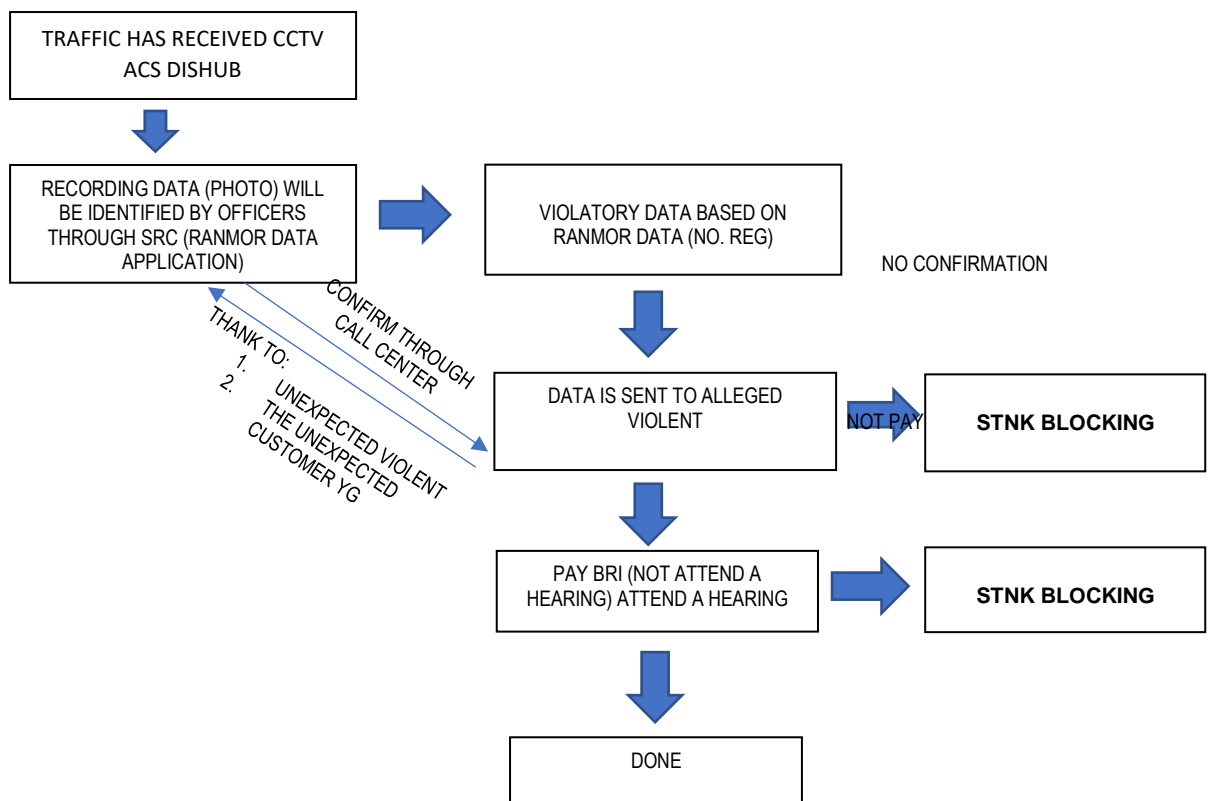 TRAFFIC HAS RECEIVED CCTV
ACS DISHUB
RECORDING DATA (PHOTO) WILL
BE IDENTIFIED BY OFFICERS
THROUGH SRC (RANMOR DATA
APPLICATION)
VIOLATORY DATA BASED ON
RANMOR DATA (NO. REG)
NO CONFIRMATION
CONFIRM THROUGH
CALL CENTER
THANK TO:
1. UNEXPECTED VIOLENT
2. THE UNEXPECTED
CUSTOMER YG
DATA IS SENT TO ALLEGED
VIOLENT
NOT PAY
STNK BLOCKING
PAY BRI (NOT ATTEND A
HEARING) ATTEND A HEARING
STNK BLOCKING
DONE